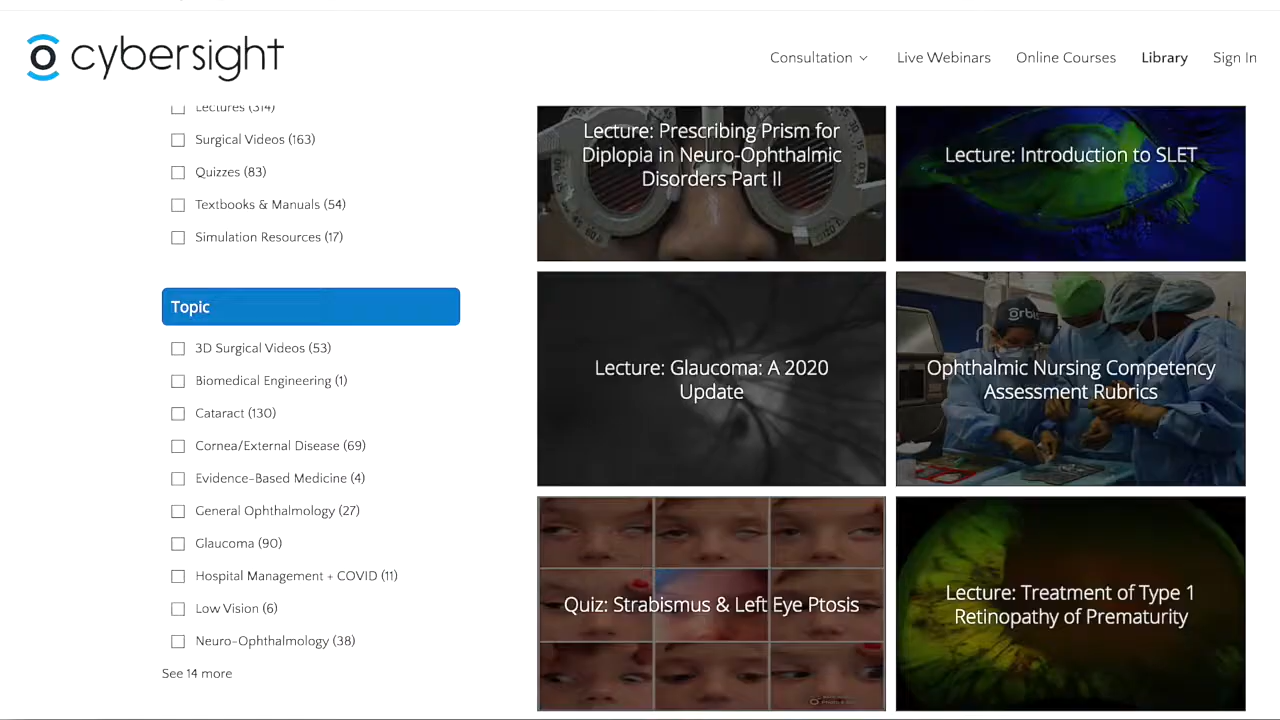 cybersight
Consultation
Live Webinars
Online Courses
Library
Sign In
Lectures (314)
Surgical Videos (163)
Quizzes (83)
Textbooks & Manuals (54)
Simulation Resources (17)
Topic
3D Surgical Videos (53)
Biomedical Engineering (1)
Cataract (130)
Cornea/External Disease (69)
Evidence-Based Medicine (4)
General Ophthalmology (27)
Glaucoma (90)
Hospital Management + COVID (11)
Low Vision (6)
Neuro-Ophthalmology (38)
See 14 more
Lecture: Prescribing Prism for
Diplopia in Neuro-Ophthalmic
Disorders Part II
Lecture: Introduction to SLET
Lecture: Glaucoma: A 2020
Update
Orbis
Ophthalmic Nursing Competency
Assessment Rubrics
Quiz: Strabismus & Left Eye Ptosis
Lecture: Treatment of Type 1
Retinopathy of Prematurity